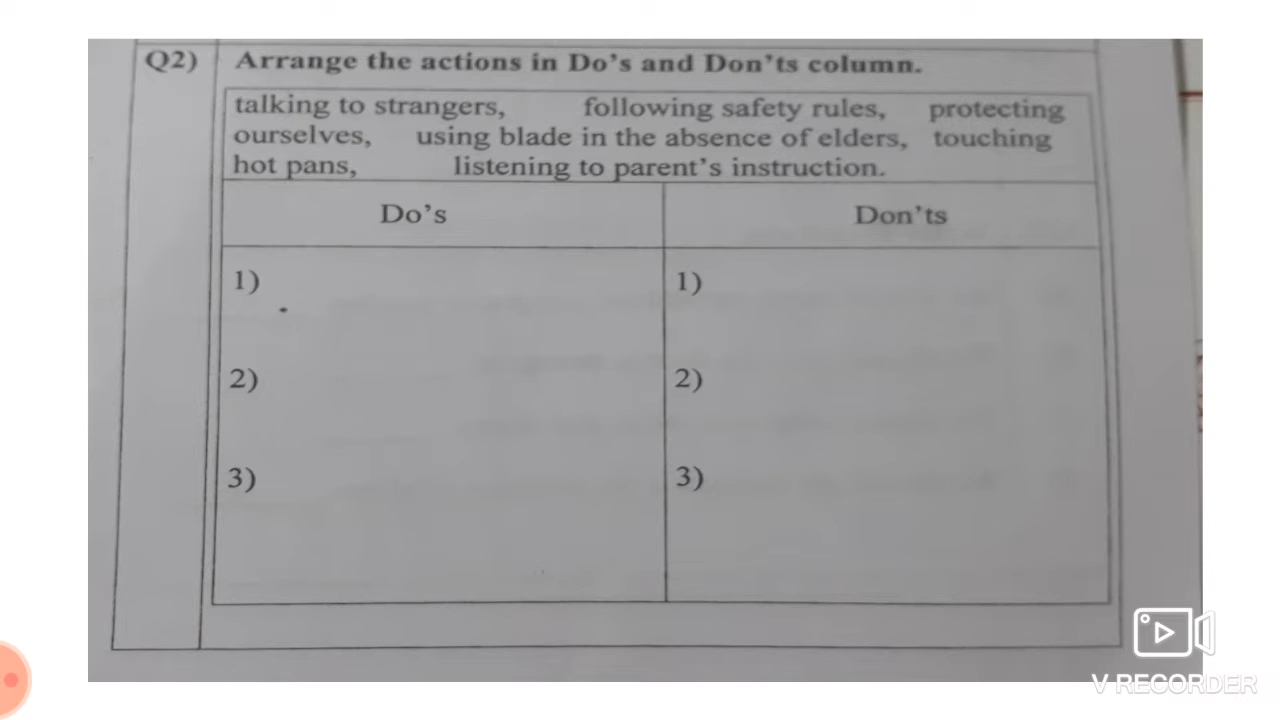 Q2) Arrange the actions in Do's and Don'ts column.
talking to strangers, following safety rules, protecting
ourselves, using blade in the absence of elders, touching
hot pans, listening to parent's instruction.
Do's Don'ts
1) 1)
2) 2)
3) 3)
V RECORDER